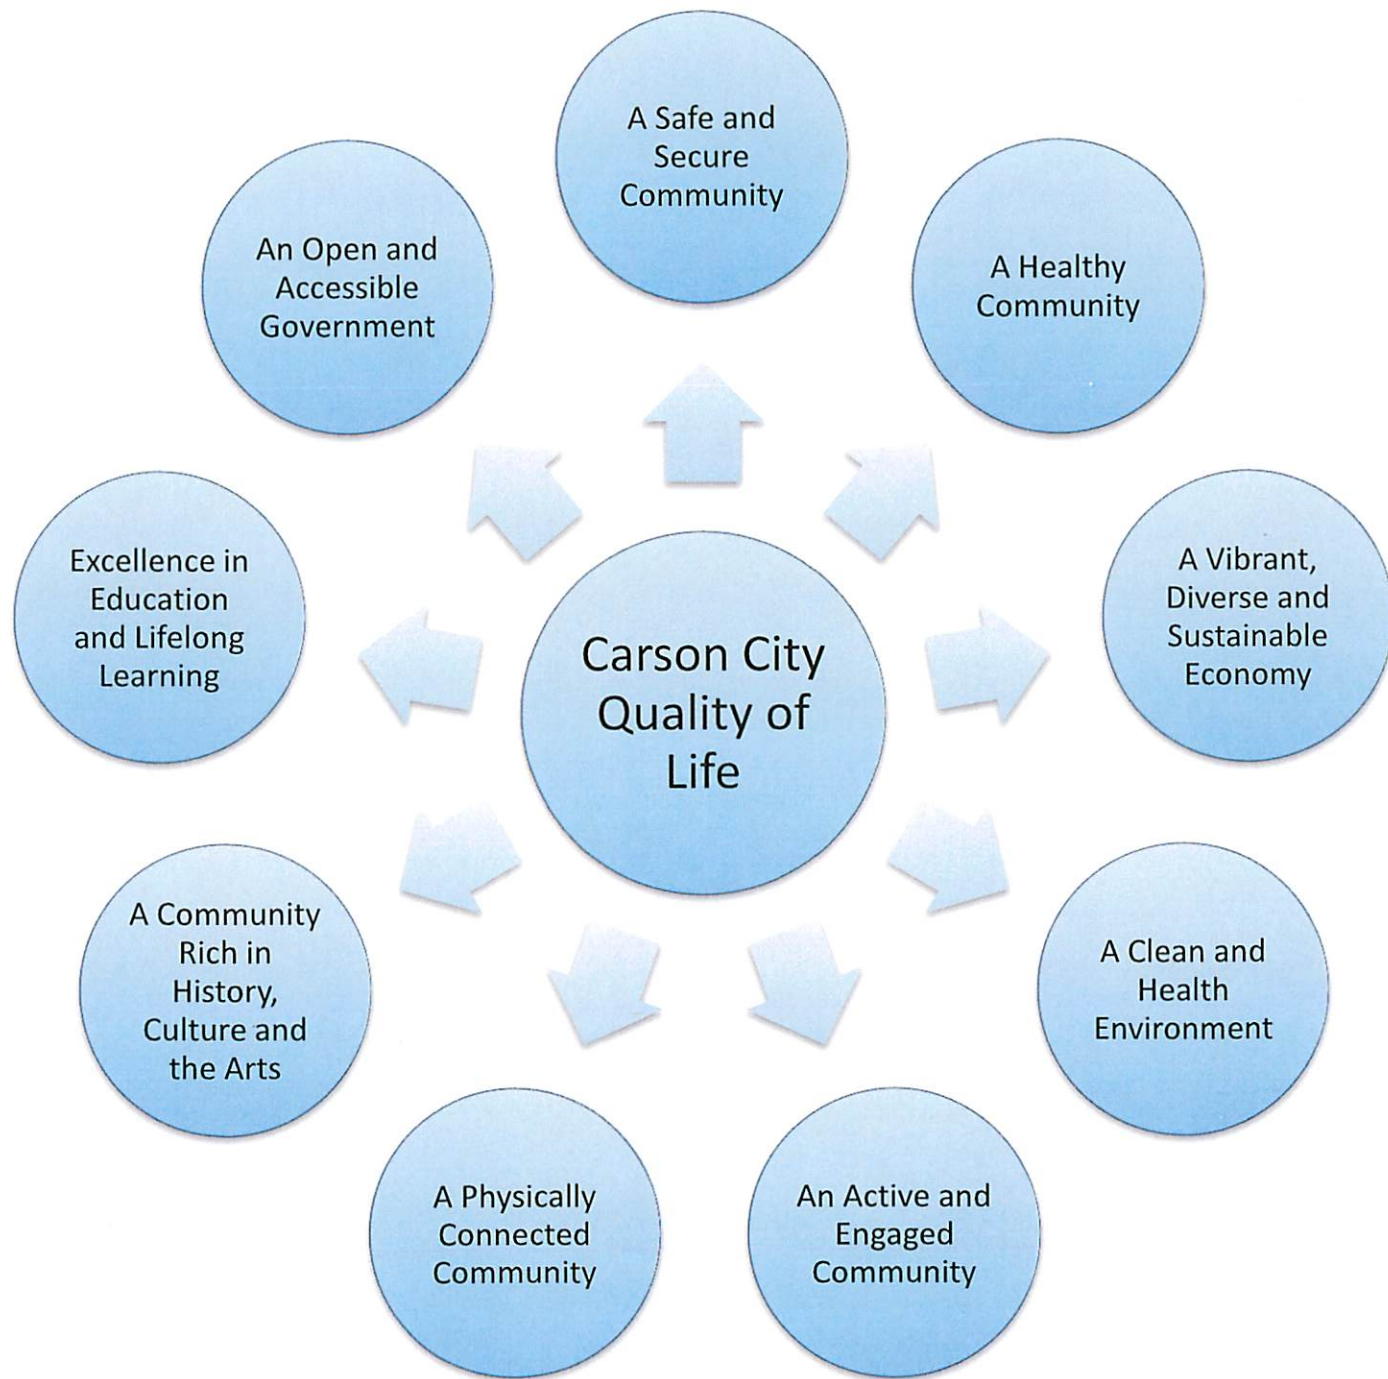 A Safe and
Secure
Community
A Healthy
Community
A Vibrant,
Diverse and
Sustainable
Economy
A Clean and
Health
Environment
An Active and
Engaged
Community
A Physically
Connected
Community
A Community
Rich in
History,
Culture and
the Arts
Excellence in
Education
and Lifelong
Learning
An Open and
Accessible
Government
Carson City
Quality of
Life